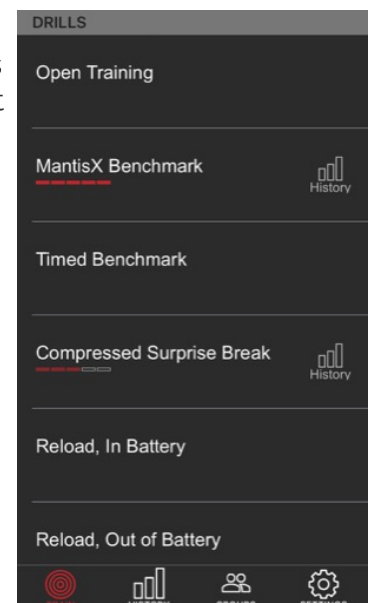 DRILLS
Open Training
MantisX Benchmark
History
Timed Benchmark
Compressed Surprise Break
History
Reload, In Battery
Reload, Out of Battery